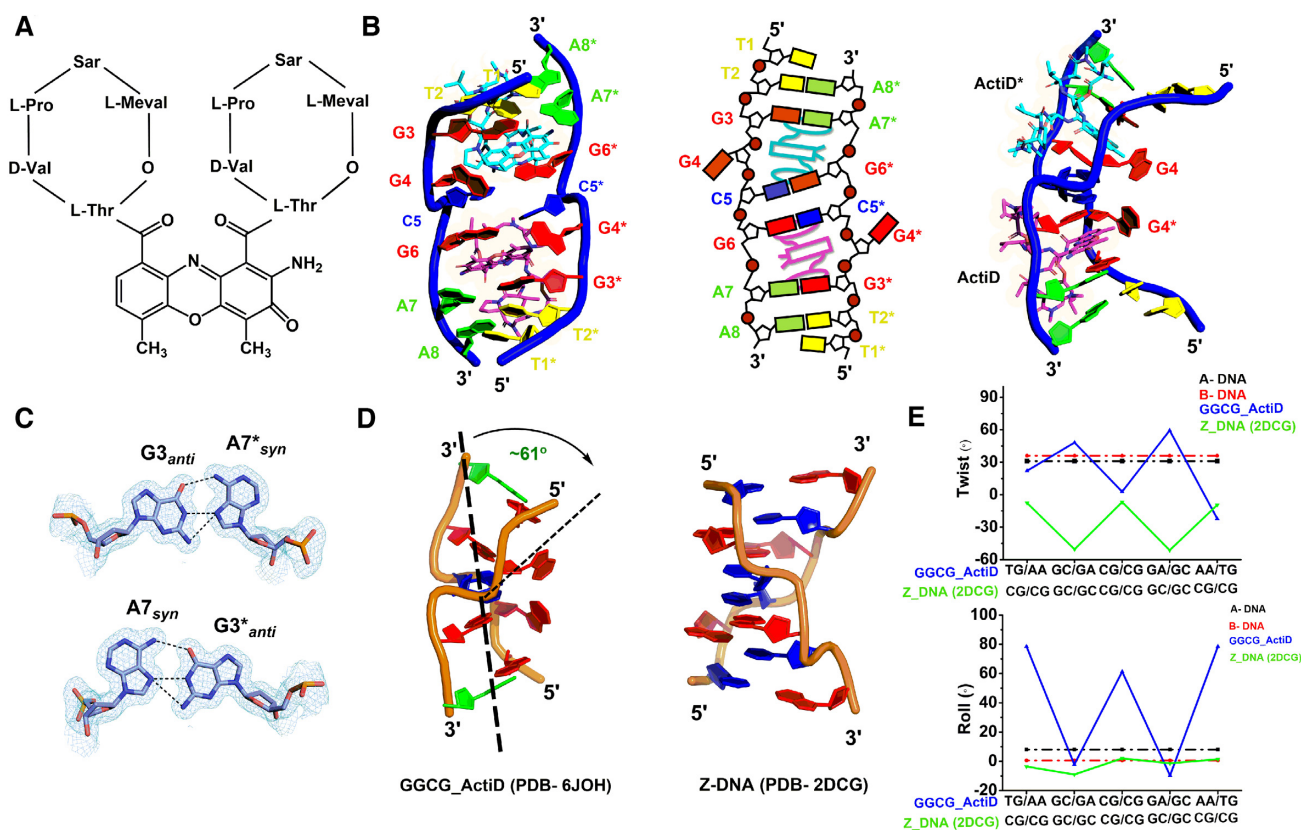 A
Sar
Sar
L-Pro
L-Meval
L-Pro
L-Meval
D-Val
O
D-Val
O
L-Thr
L-Thr
O
O
N
NH2
O
O
CH3
CH3
B
3'
A8*
5'
T1
T2
A7*
G3
G6*
G4
C5
C5*
G6
G4*
G3*
A7
A8
T2*
T1*
3'
5'
5'
T1
3'
T2
A8*
G3
A7*
G4
G6*
C5
C5*
G6
G4*
A7
G3*
A8
T2*
T1*
3'
5'
3'
ActiD*
5'
G4
G4*
ActiD
3'
5'
C
G3anti
A7*syn
A7syn
G3*anti
D
3'
~61°
5'
5'
3'
GGCG_ActiD (PDB- 6JOH)
3'
5'
5'
3'
Z-DNA (PDB- 2DCG)
E
A- DNA
B- DNA
GGCG_ActiD
Z_DNA (2DCG)
Twist (°)
90
60
30
0
-30
-60
GGCG_ActiD TG/AA GC/GA CG/CG GA/GC AA/TG
Z_DNA (2DCG) CG/CG GC/GC CG/CG GC/GC CG/CG
A- DNA
B- DNA
GGCG_ActiD
Z_DNA (2DCG)
Roll (°)
100
80
60
40
20
0
-20
GGCG_ActiD TG/AA GC/GA CG/CG GA/GC AA/TG
Z_DNA (2DCG) CG/CG GC/GC CG/CG GC/GC CG/CG